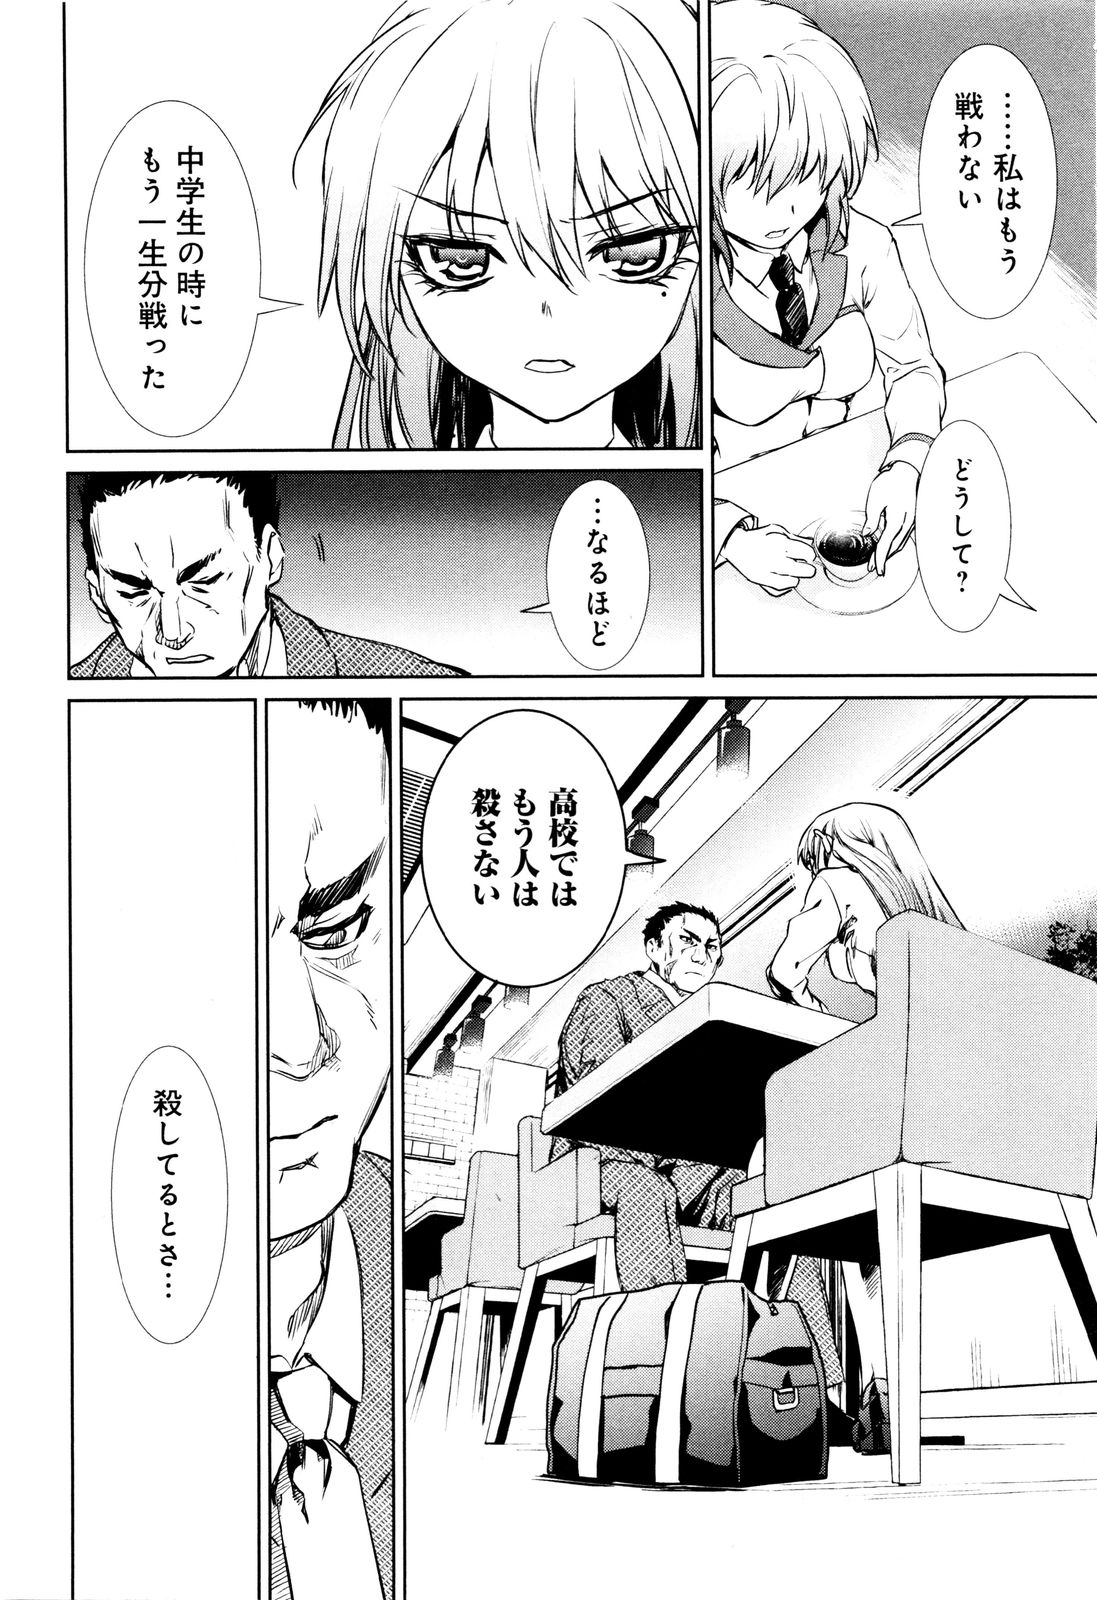 ……私はもう
戦わない
どうして？
中学生の時に
もう一生分戦った
…なるほど
高校では
もう人は
殺さない
殺してるとさ…